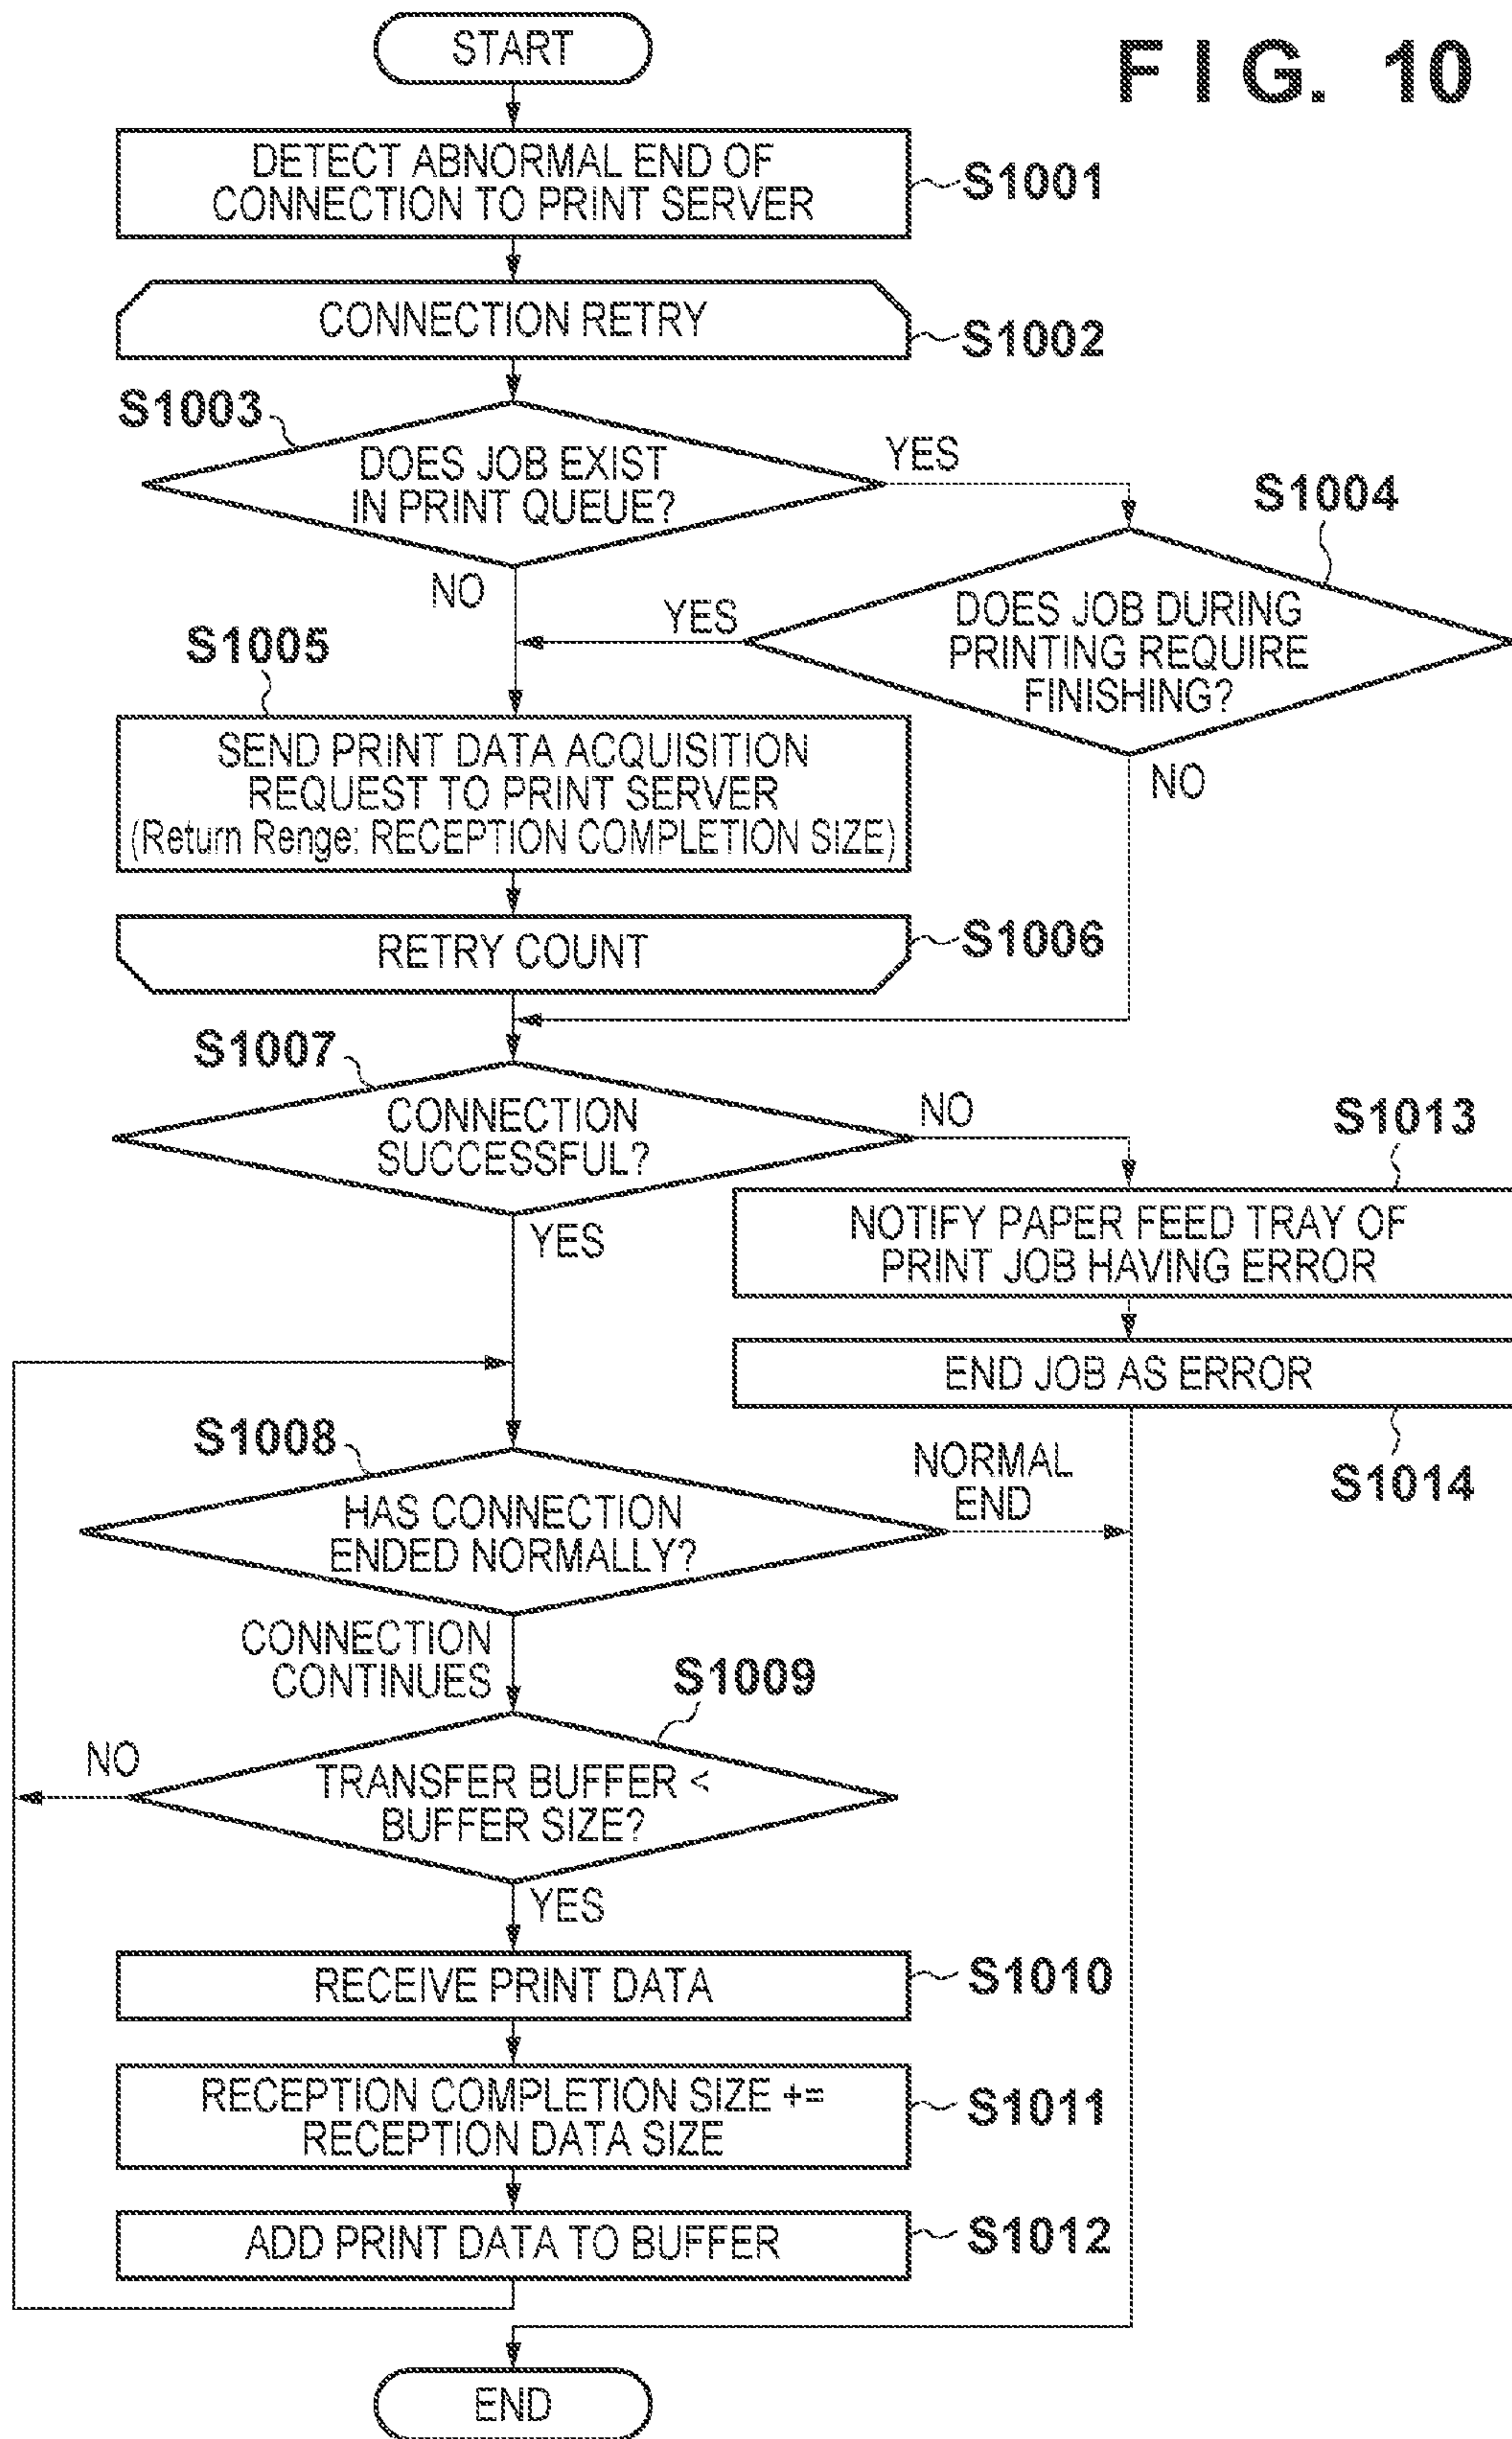 FIG. 10
START
DETECT ABNORMAL END OF
CONNECTION TO PRINT SERVER
S1001
CONNECTION RETRY
S1002
S1003
DOES JOB EXIST
IN PRINT QUEUE?
YES
NO
S1004
DOES JOB DURING
PRINTING REQUIRE
FINISHING?
YES
NO
S1005
SEND PRINT DATA ACQUISITION
REQUEST TO PRINT SERVER
(Return Renge: RECEPTION COMPLETION SIZE)
RETRY COUNT
S1006
S1007
CONNECTION
SUCCESSFUL?
NO
YES
S1013
NOTIFY PAPER FEED TRAY OF
PRINT JOB HAVING ERROR
END JOB AS ERROR
S1014
S1008
HAS CONNECTION
ENDED NORMALLY?
NORMAL
END
CONNECTION
CONTINUES
S1009
TRANSFER BUFFER <
BUFFER SIZE?
NO
YES
RECEIVE PRINT DATA
S1010
RECEPTION COMPLETION SIZE +=
RECEPTION DATA SIZE
S1011
ADD PRINT DATA TO BUFFER
S1012
END